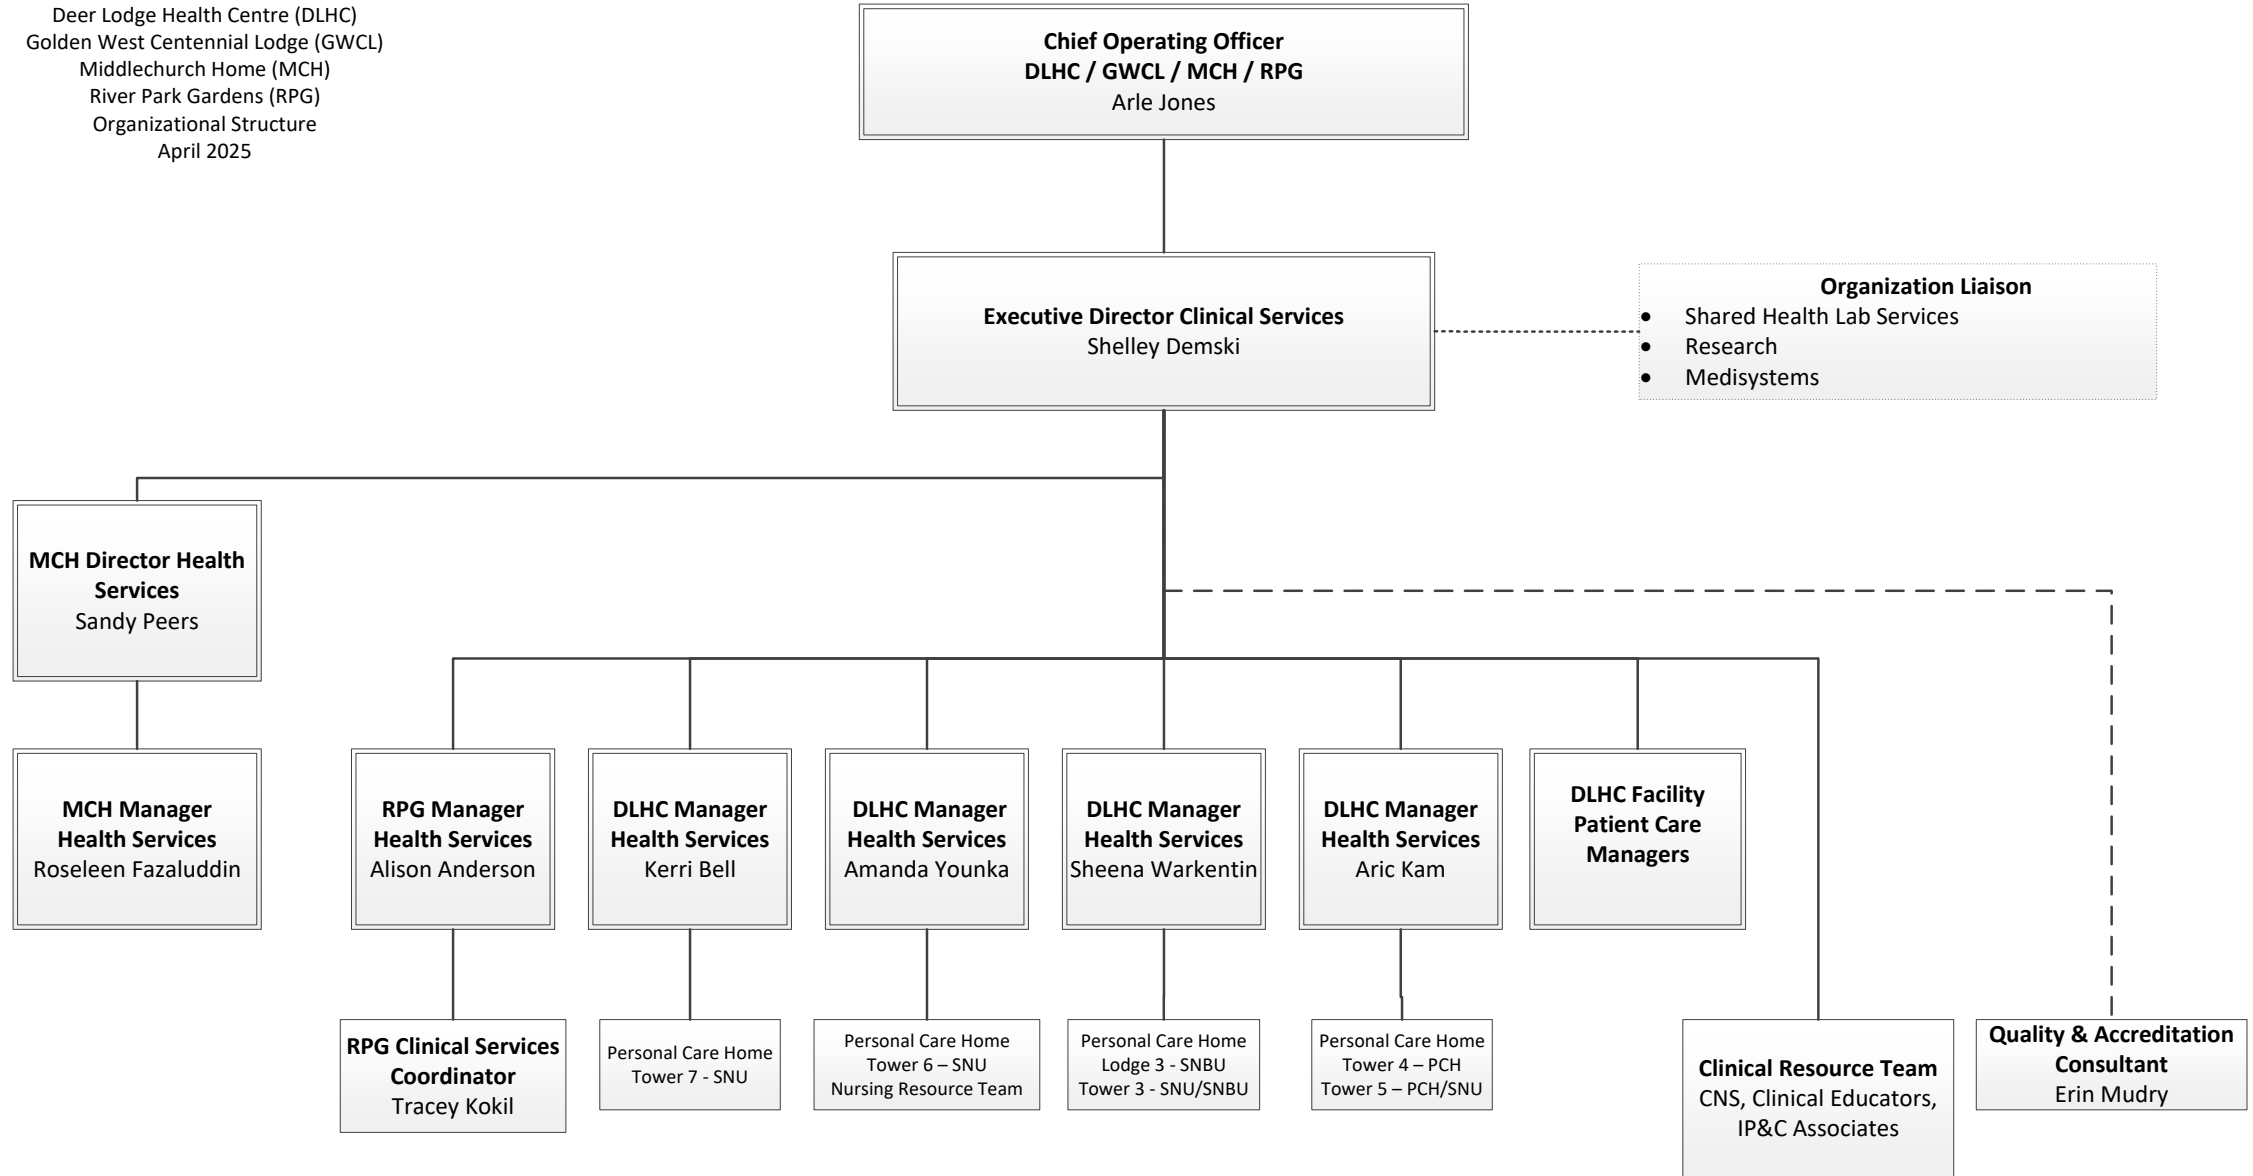 Deer Lodge Health Centre (DLHC)
Golden West Centennial Lodge (GWCL)
Middlechurch Home (MCH)
River Park Gardens (RPG)
Organizational Structure
April 2025
Chief Operating Officer
DLHC / GWCL / MCH / RPG
Arle Jones
Executive Director Clinical Services
Shelley Demski
Organization Liaison
• Shared Health Lab Services
• Research
• Medisystems
MCH Director Health
Services
Sandy Peers
MCH Manager
Health Services
Roseleen Fazaluddin
RPG Manager
Health Services
Alison Anderson
DLHC Manager
Health Services
Kerri Bell
DLHC Manager
Health Services
Amanda Younka
DLHC Manager
Health Services
Sheena Warkentin
DLHC Manager
Health Services
Aric Kam
DLHC Facility
Patient Care
Managers
RPG Clinical Services
Coordinator
Tracey Kokil
Personal Care Home
Tower 7 - SNU
Personal Care Home
Tower 6 – SNU
Nursing Resource Team
Personal Care Home
Lodge 3 - SNBU
Tower 3 - SNU/SNBU
Personal Care Home
Tower 4 – PCH
Tower 5 – PCH/SNU
Clinical Resource Team
CNS, Clinical Educators,
IP&C Associates
Quality & Accreditation
Consultant
Erin Mudry